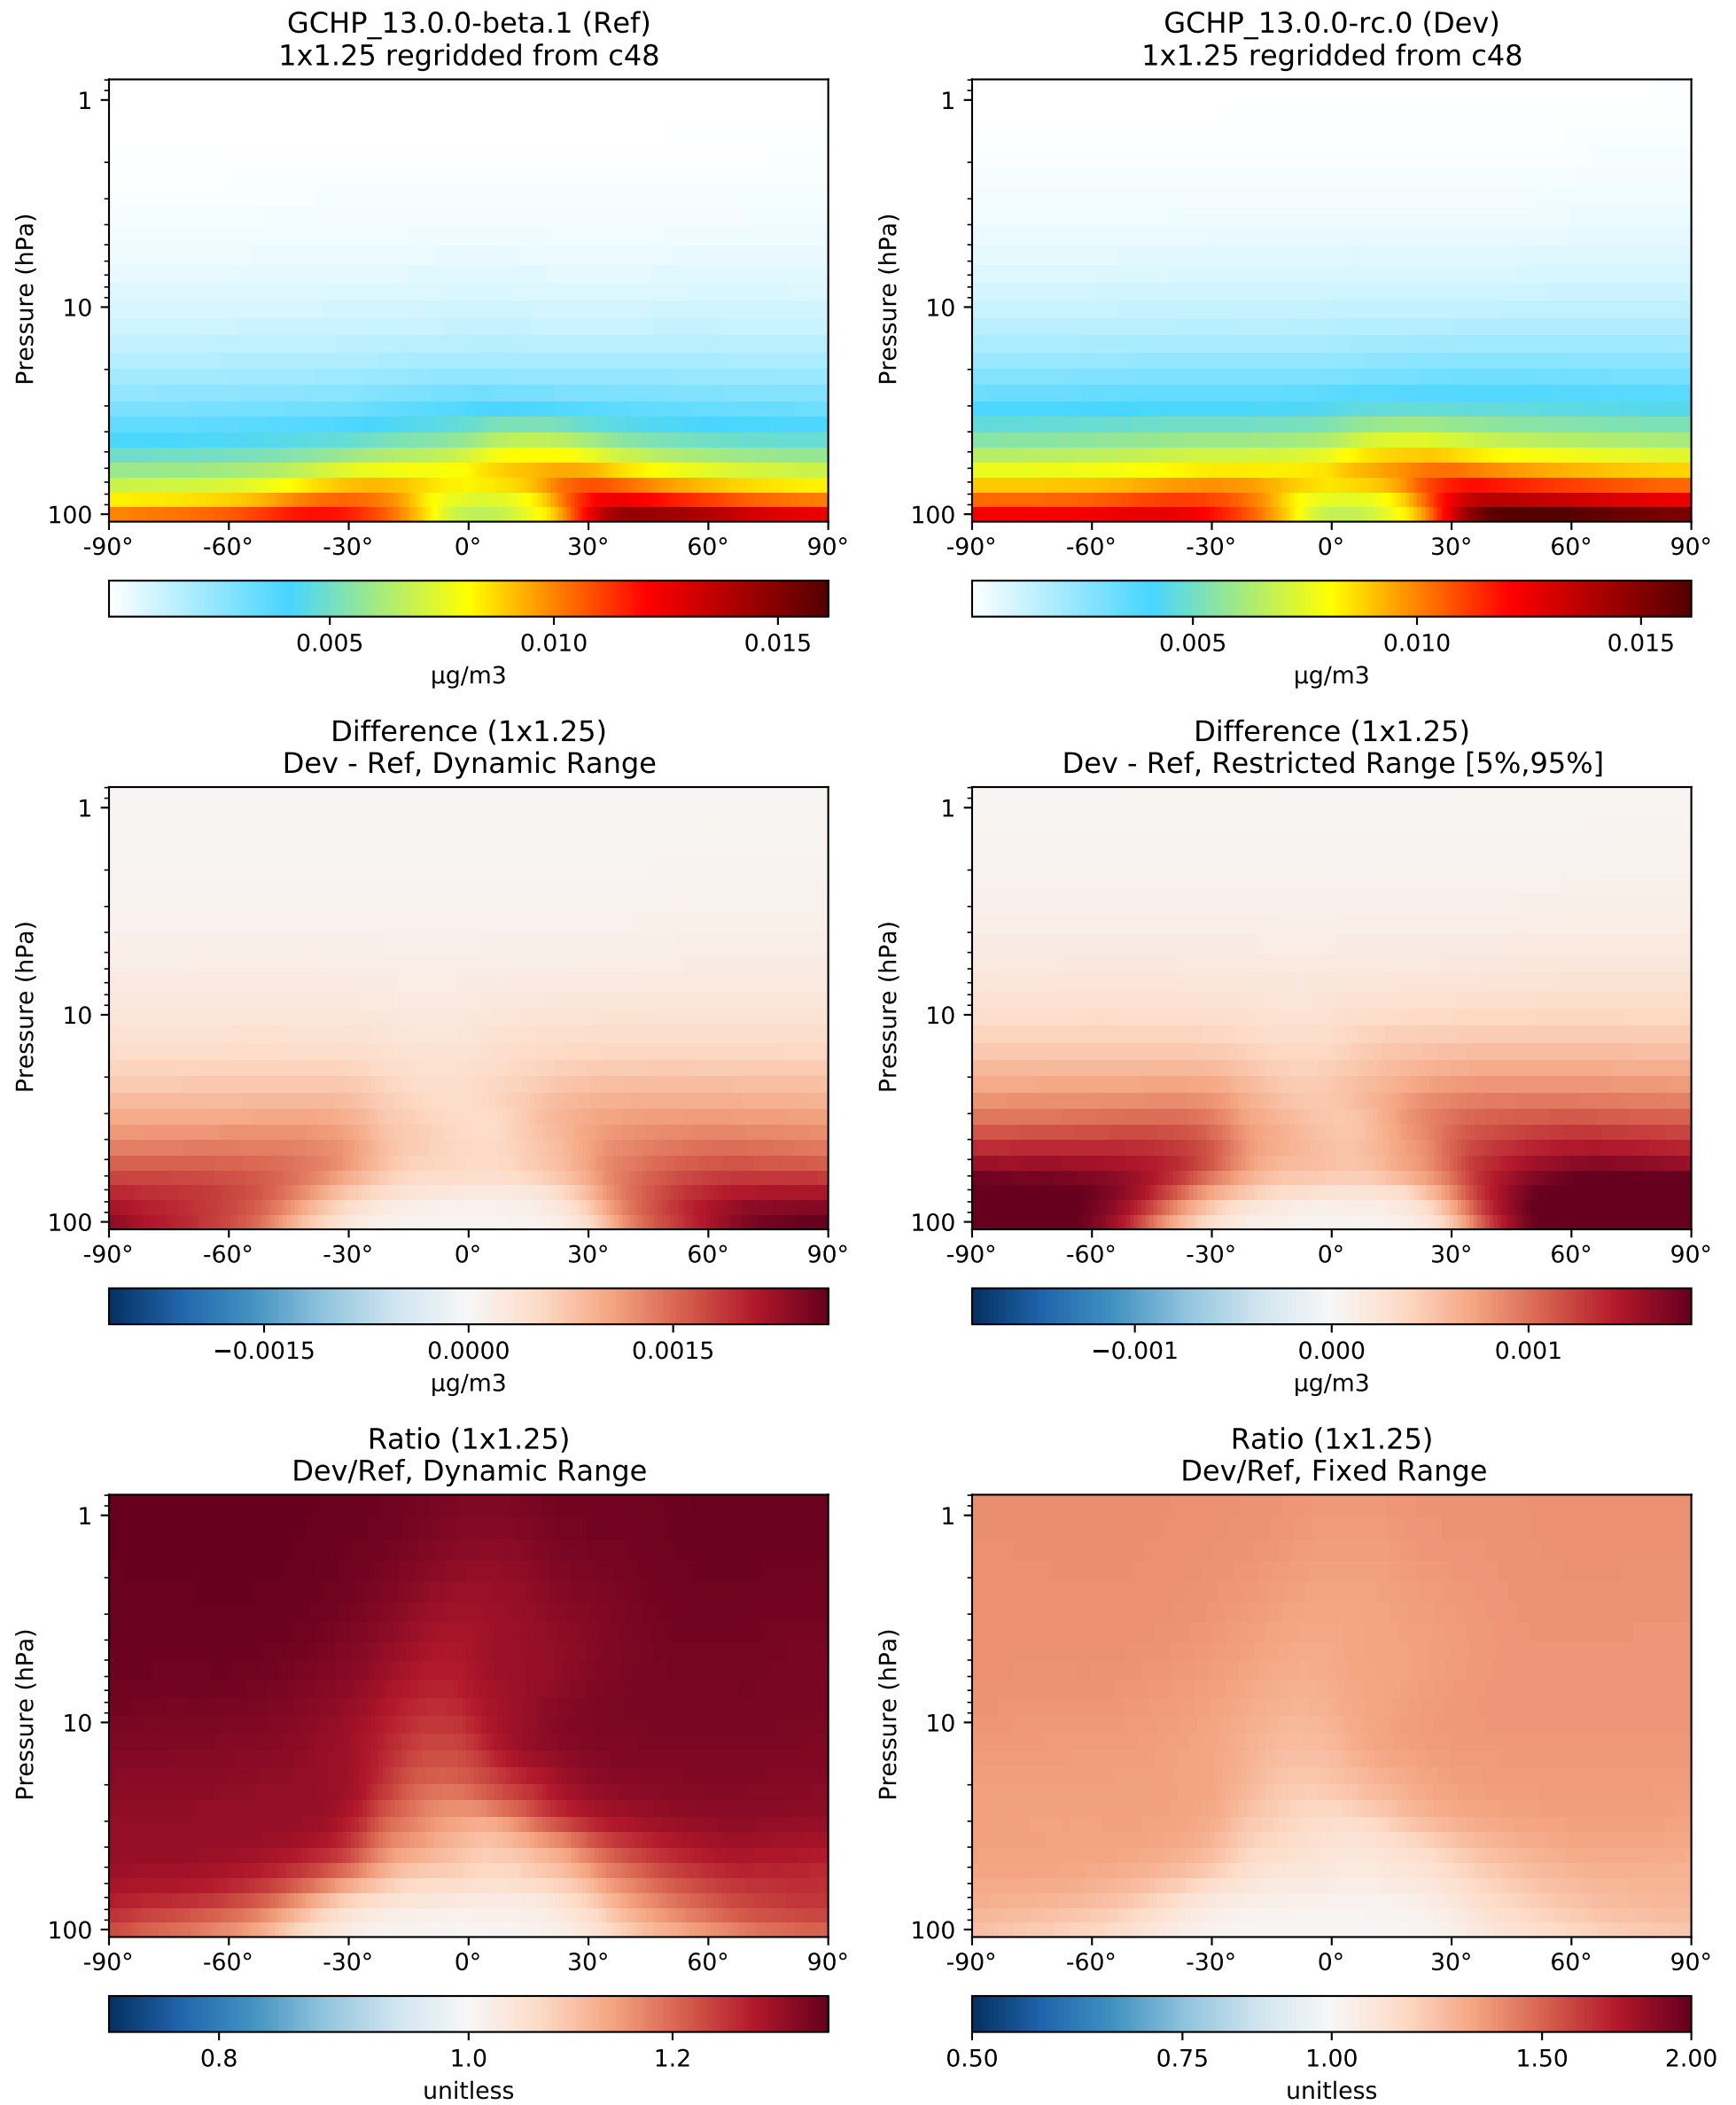 GCHP_13.0.0-beta.1 (Ref)
1x1.25 regridded from c48
Pressure (hPa)
1
10
100
-90° -60° -30° 0° 30° 60° 90°
0.005 0.010 0.015
µg/m3
GCHP_13.0.0-rc.0 (Dev)
1x1.25 regridded from c48
Pressure (hPa)
1
10
100
-90° -60° -30° 0° 30° 60° 90°
0.005 0.010 0.015
µg/m3
Difference (1x1.25)
Dev - Ref, Dynamic Range
Pressure (hPa)
1
10
100
-90° -60° -30° 0° 30° 60° 90°
−0.0015 0.0000 0.0015
µg/m3
Difference (1x1.25)
Dev - Ref, Restricted Range [5%,95%]
Pressure (hPa)
1
10
100
-90° -60° -30° 0° 30° 60° 90°
−0.001 0.000 0.001
µg/m3
Ratio (1x1.25)
Dev/Ref, Dynamic Range
Pressure (hPa)
1
10
100
-90° -60° -30° 0° 30° 60° 90°
0.8 1.0 1.2
unitless
Ratio (1x1.25)
Dev/Ref, Fixed Range
Pressure (hPa)
1
10
100
-90° -60° -30° 0° 30° 60° 90°
0.50 0.75 1.00 1.50 2.00
unitless